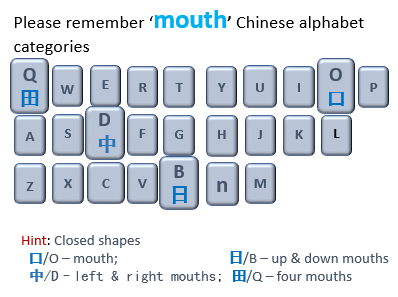 Please remember ‘mouth’ Chinese alphabet
categories
Q W E R T Y U I O P
田 口
A S D F G H J K L
中
Z X C V B n M
日
Hint: Closed shapes
口/O – mouth; 日/B – up & down mouths
中/D - left & right mouths; 田/Q – four mouths